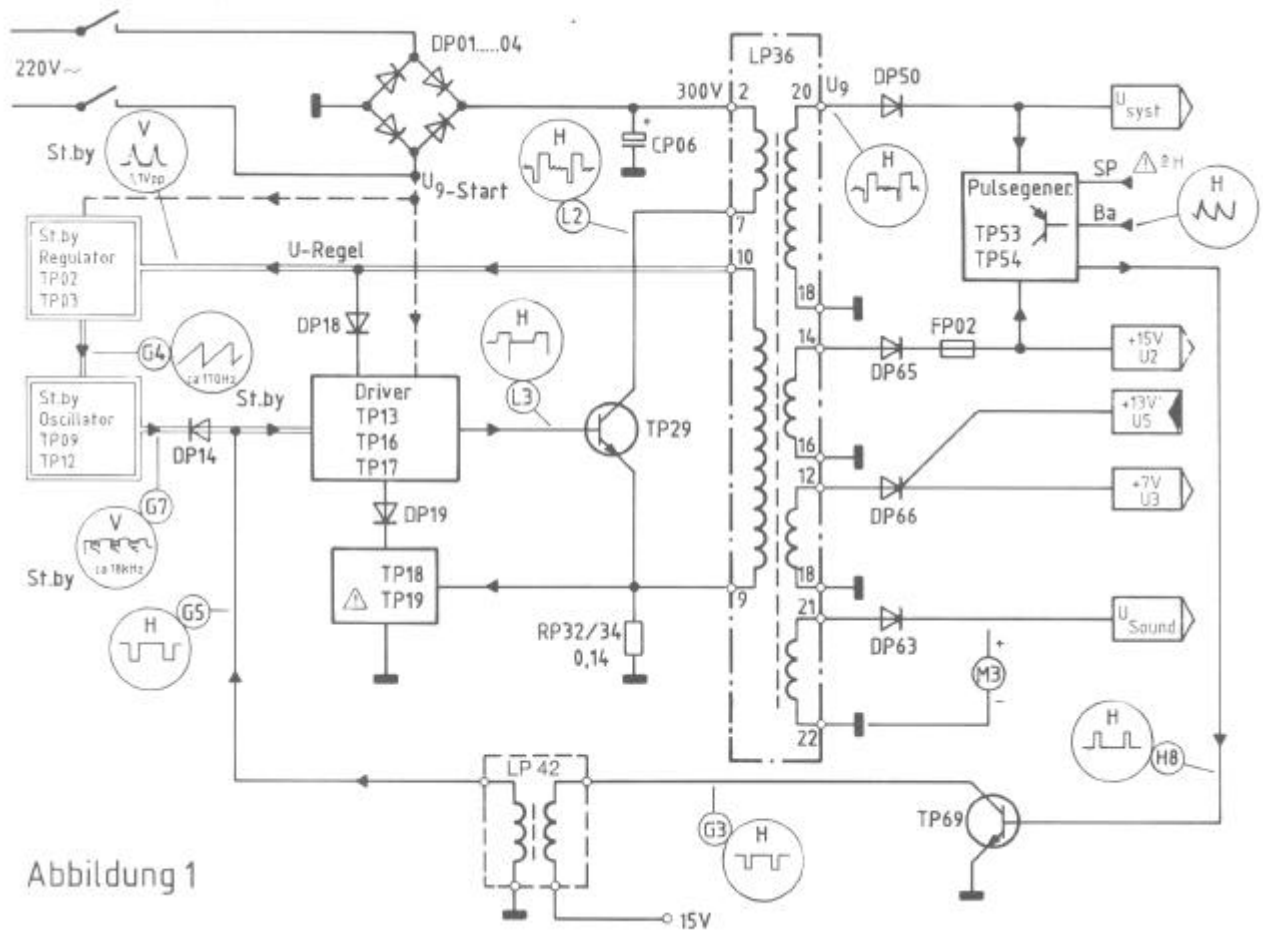 220V~
DP01.....04
LP36
300V
2
20
U9
DP50
U syst
St.by
V
1,1Vpp
H
CP06
+
L2
U9-Start
H
Pulsegener.
TP53
TP54
SP
Ba
H
St.by
Regulator
TP02
TP03
U-Regel
7
10
18
DP18
H
L3
14
FP02
DP65
+15V
U2
G4
ca 170Hz
St.by
Oscillator
TP09
TP12
St.by
DP14
Driver
TP13
TP16
TP17
TP29
+13V
U5
16
12
DP66
+7V
U3
G7
V
ca 18kHz
St.by
DP19
TP18
TP19
9
18
21
RP32/34
0,14
DP63
U Sound
G5
H
+
M3
-
22
H
H8
LP 42
G3
H
TP69
15V
Abbildung 1